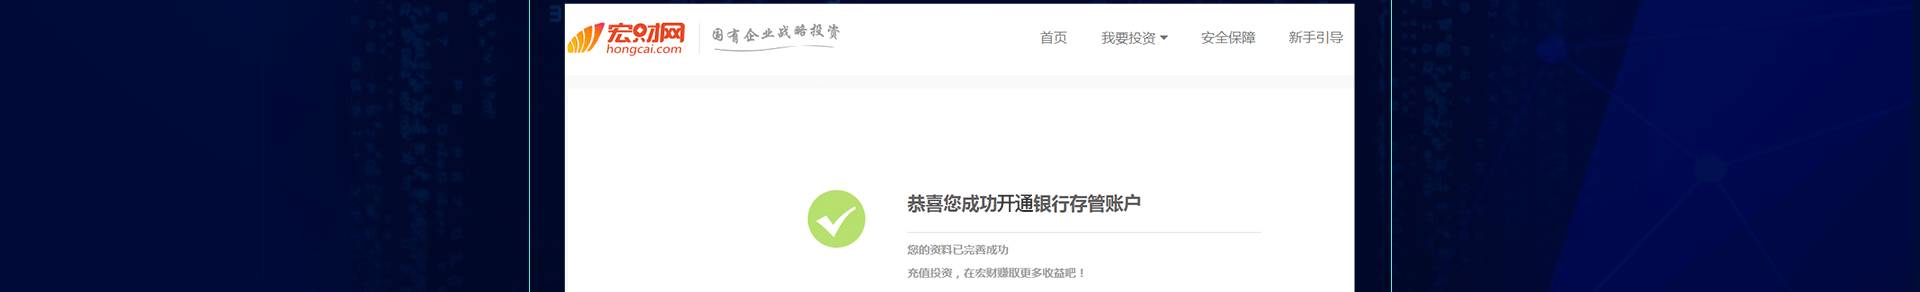 宏财网
hongcai.com
国有企业战略投资
首页 我要投资 安全保障 新手引导
恭喜您成功开通银行存管账户
您的资料已完善成功
充值投资，在宏财赚取更多收益吧！